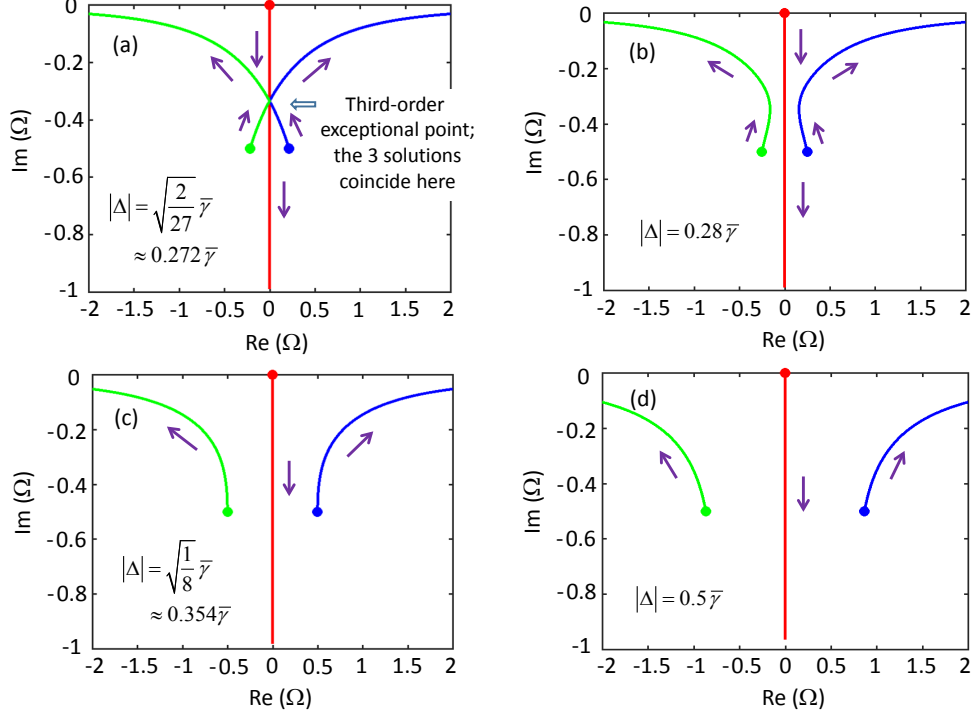 (a)
0
-0.2
-0.4
-0.6
-0.8
-1
Im (Ω)
-2 -1.5 -1 -0.5 0 0.5 1 1.5 2
Re (Ω)
Third-order
exceptional point;
the 3 solutions
coincide here
|Δ| = √(2/27) γ̅
≈ 0.272 γ̅
(b)
0
-0.2
-0.4
-0.6
-0.8
-1
Im (Ω)
-2 -1.5 -1 -0.5 0 0.5 1 1.5 2
Re (Ω)
|Δ| = 0.28 γ̅
(c)
0
-0.2
-0.4
-0.6
-0.8
-1
Im (Ω)
-2 -1.5 -1 -0.5 0 0.5 1 1.5 2
Re (Ω)
|Δ| = √(1/8) γ̅
≈ 0.354 γ̅
(d)
0
-0.2
-0.4
-0.6
-0.8
-1
Im (Ω)
-2 -1.5 -1 -0.5 0 0.5 1 1.5 2
Re (Ω)
|Δ| = 0.5 γ̅